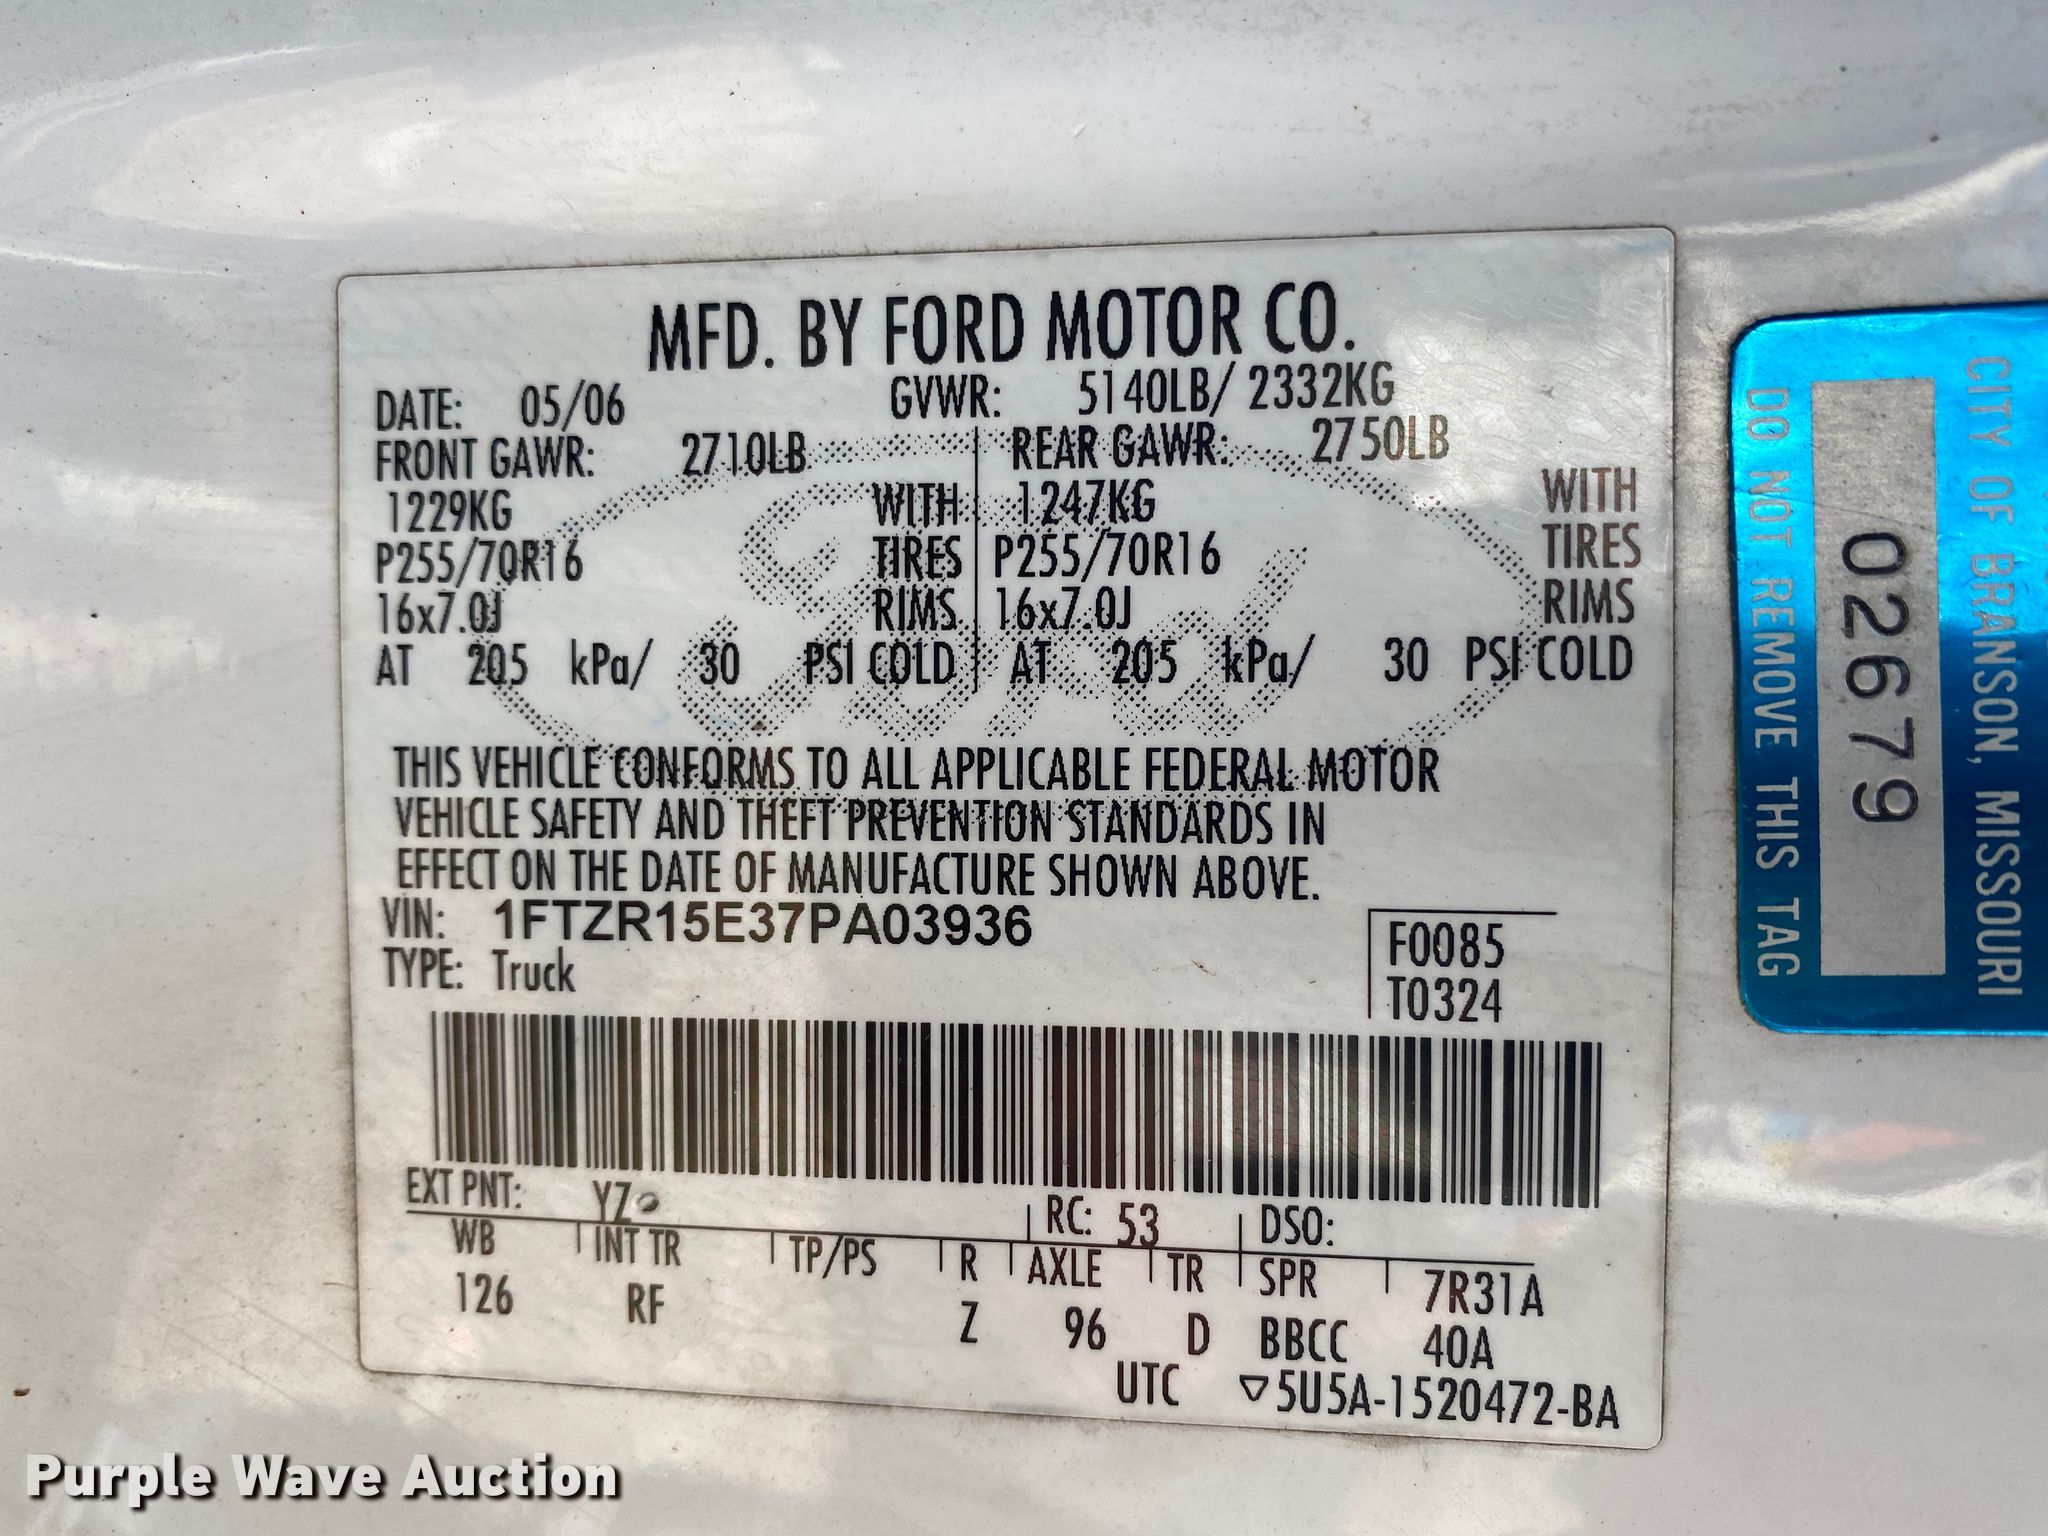 MFD. BY FORD MOTOR CO.
DATE: 05/06 GVWR: 5140LB/ 2332KG
FRONT GAWR: 2710LB REAR GAWR: 2750LB
1229KG WITH 1247KG WITH
P255/70R16 TIRES P255/70R16 TIRES
16x7.0J RIMS 16x7.0J RIMS
AT 205 kPa/ 30 PSI COLD AT 205 kPa/ 30 PSI COLD
Ford
THIS VEHICLE CONFORMS TO ALL APPLICABLE FEDERAL MOTOR
VEHICLE SAFETY AND THEFT PREVENTION STANDARDS IN
EFFECT ON THE DATE OF MANUFACTURE SHOWN ABOVE.
VIN: 1FTZR15E37PA03936
TYPE: Truck
F0085
T0324
EXT PNT: YZ RC: 53 DSO:
WB INT TR TP/PS R AXLE TR SPR 7R31A
126 RF Z 96 D BBCC 40A
UTC ▽5U5A-1520472-BA
CITY OF BRANSON, MISSOURI
02679
DO NOT REMOVE THIS TAG
Purple Wave Auction